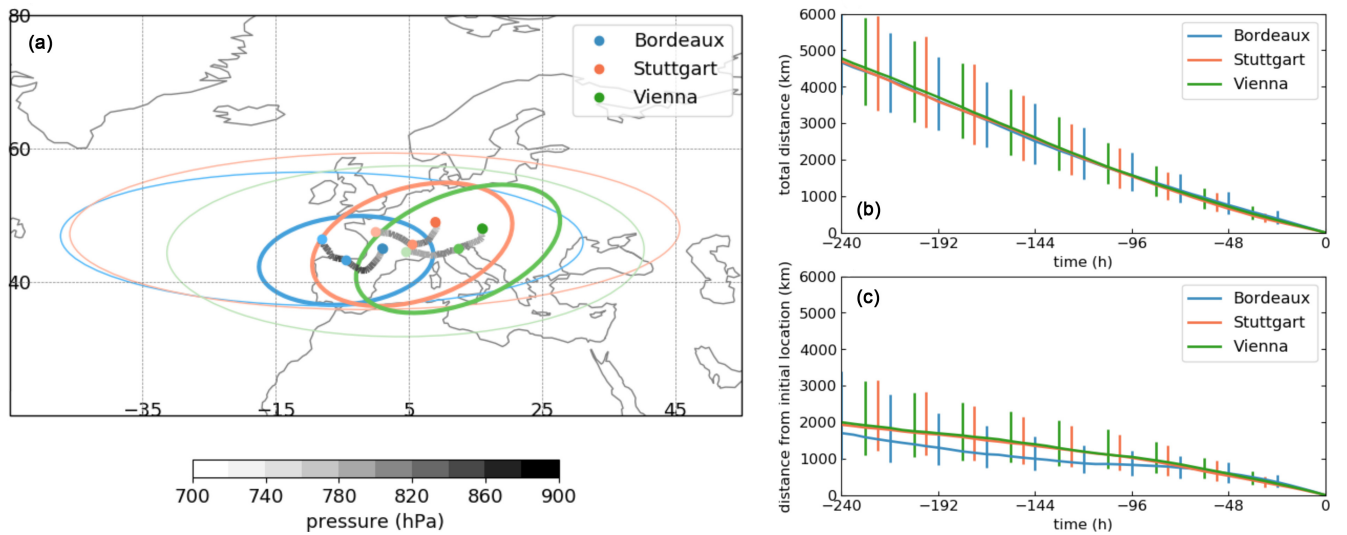 (a)
80
60
40
−35 −15 5 25 45
Bordeaux
Stuttgart
Vienna
700 740 780 820 860 900
pressure (hPa)
(b)
total distance (km)
6000
5000
4000
3000
2000
1000
0
−240 −192 −144 −96 −48 0
time (h)
Bordeaux
Stuttgart
Vienna
(c)
distance from initial location (km)
6000
5000
4000
3000
2000
1000
0
−240 −192 −144 −96 −48 0
time (h)
Bordeaux
Stuttgart
Vienna